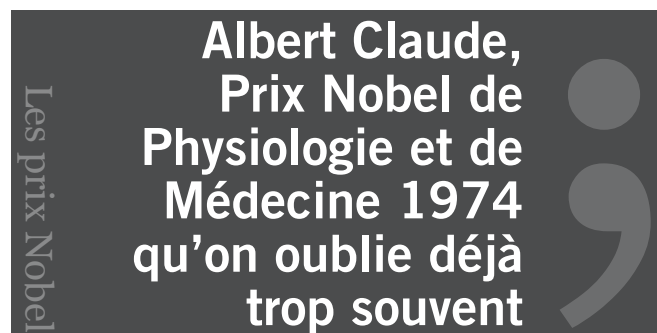 Les prix Nobel
Albert Claude,
Prix Nobel de
Physiologie et de
Médecine 1974
qu’on oublie déjà
trop souvent
;